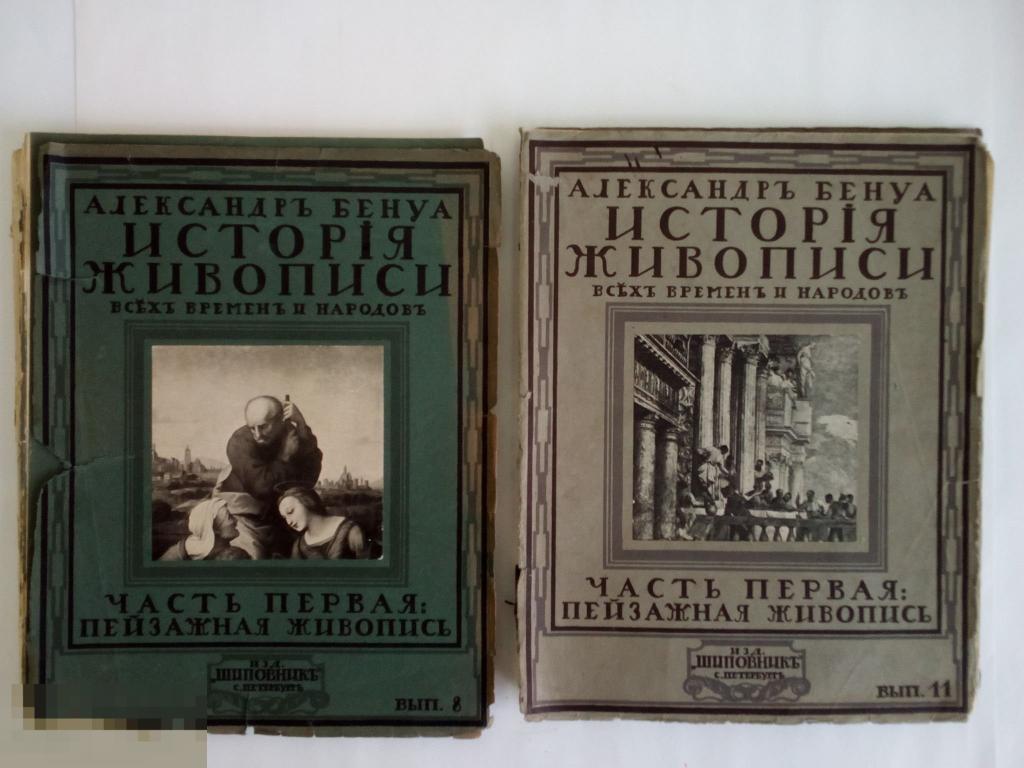 АЛЕКСАНДРЪ БЕНУА
ИСТОРІЯ
ЖИВОПИСИ
ВСѢХЪ ВРЕМЕНЪ И НАРОДОВЪ
ЧАСТЬ ПЕРВАЯ:
ПЕЙЗАЖНАЯ ЖИВОПИСЬ
ИЗД.
„ШИПОВНИКЪ
С. ПЕТЕРБУРГЪ
ВЫП. 8
АЛЕКСАНДРЪ БЕНУА
ИСТОРІЯ
ЖИВОПИСИ
ВСѢХЪ ВРЕМЕНЪ И НАРОДОВЪ
ЧАСТЬ ПЕРВАЯ:
ПЕЙЗАЖНАЯ ЖИВОПИСЬ
ИЗД.
„ШИПОВНИКЪ
С. ПЕТЕРБУРГЪ
ВЫП. 11